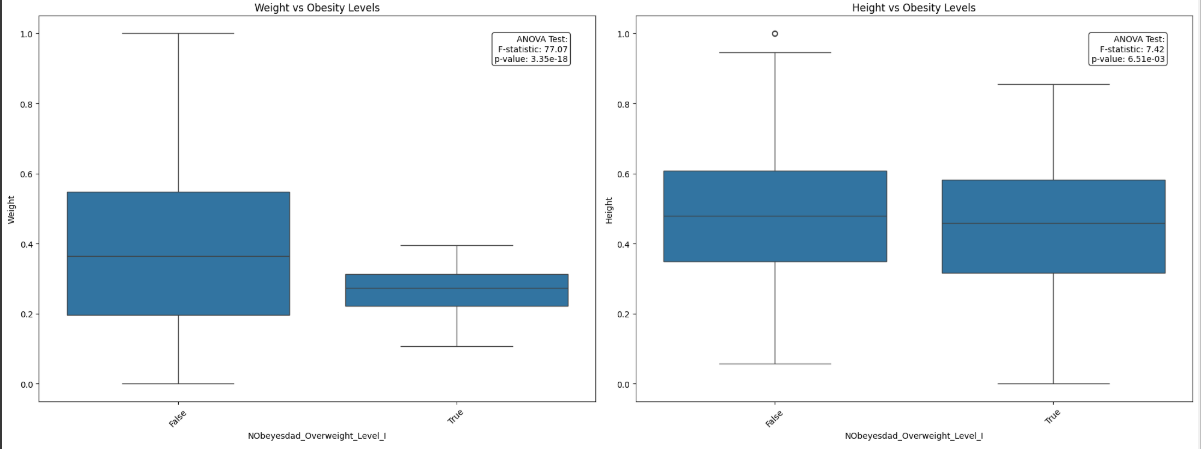 Weight vs Obesity Levels
1.0
0.8
0.6
0.4
0.2
0.0
Weight
ANOVA Test:
F-statistic: 77.07
p-value: 3.35e-18
False
True
NObeyesdad_Overweight_Level_I
Height vs Obesity Levels
1.0
0.8
0.6
0.4
0.2
0.0
Height
ANOVA Test:
F-statistic: 7.42
p-value: 6.51e-03
False
True
NObeyesdad_Overweight_Level_I